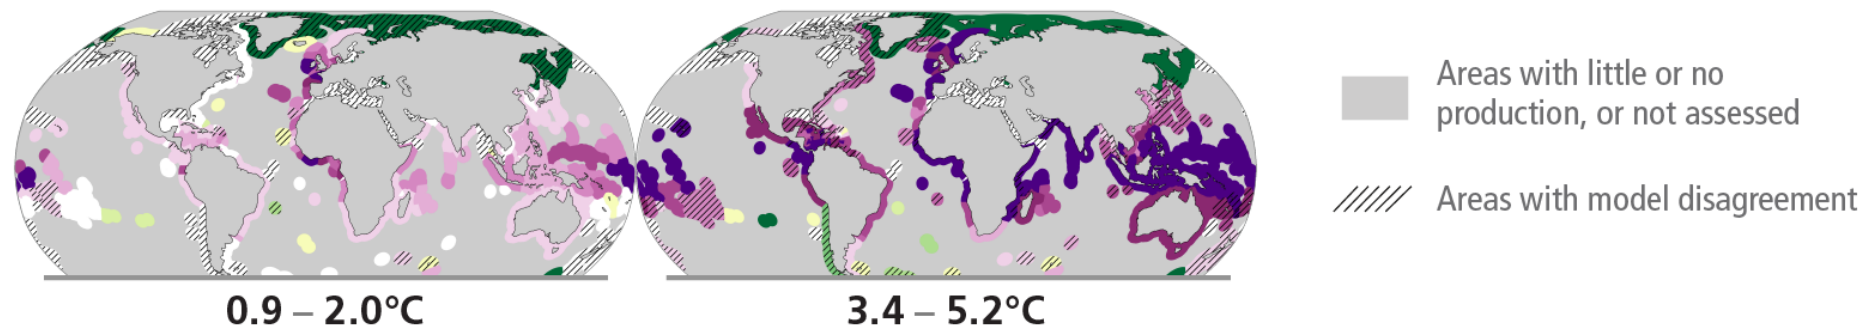 Areas with little or no
production, or not assessed
Areas with model disagreement
0.9 – 2.0°C
3.4 – 5.2°C